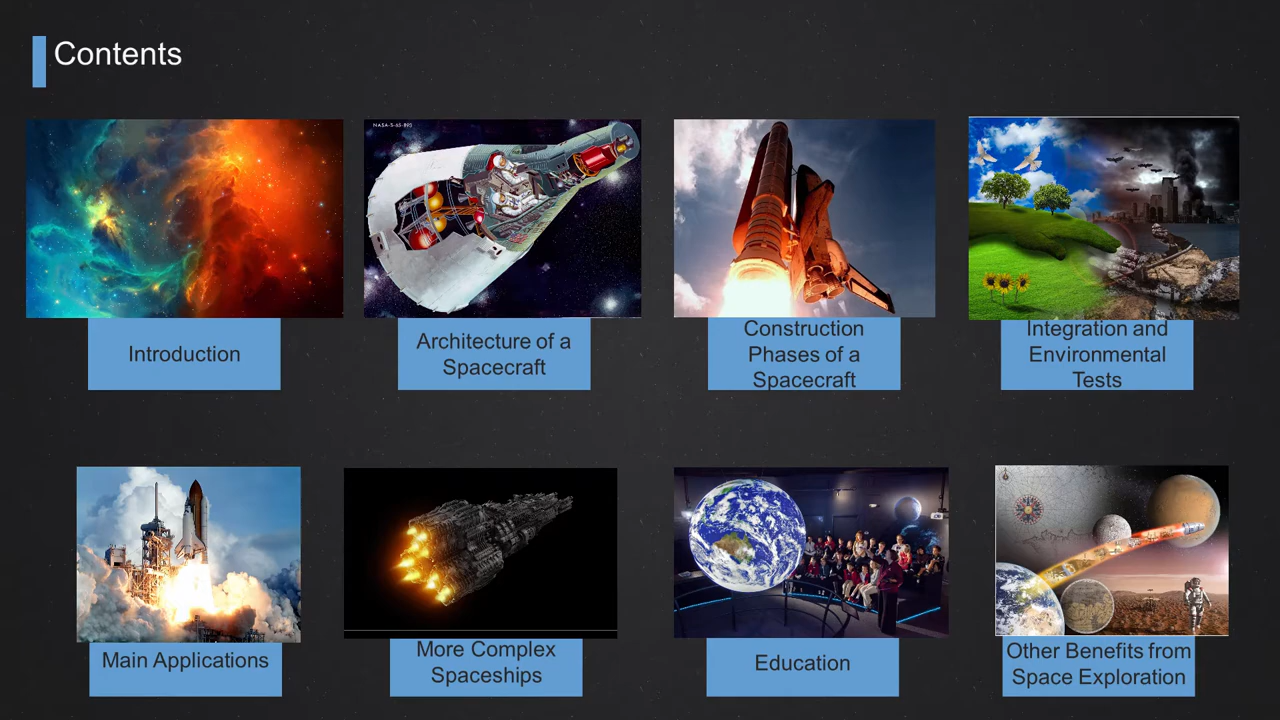 Contents
NASA-S-65-893
Introduction
Architecture of a
Spacecraft
Construction
Phases of a
Spacecraft
Integration and
Environmental
Tests
Main Applications
More Complex
Spaceships
Education
Other Benefits from
Space Exploration